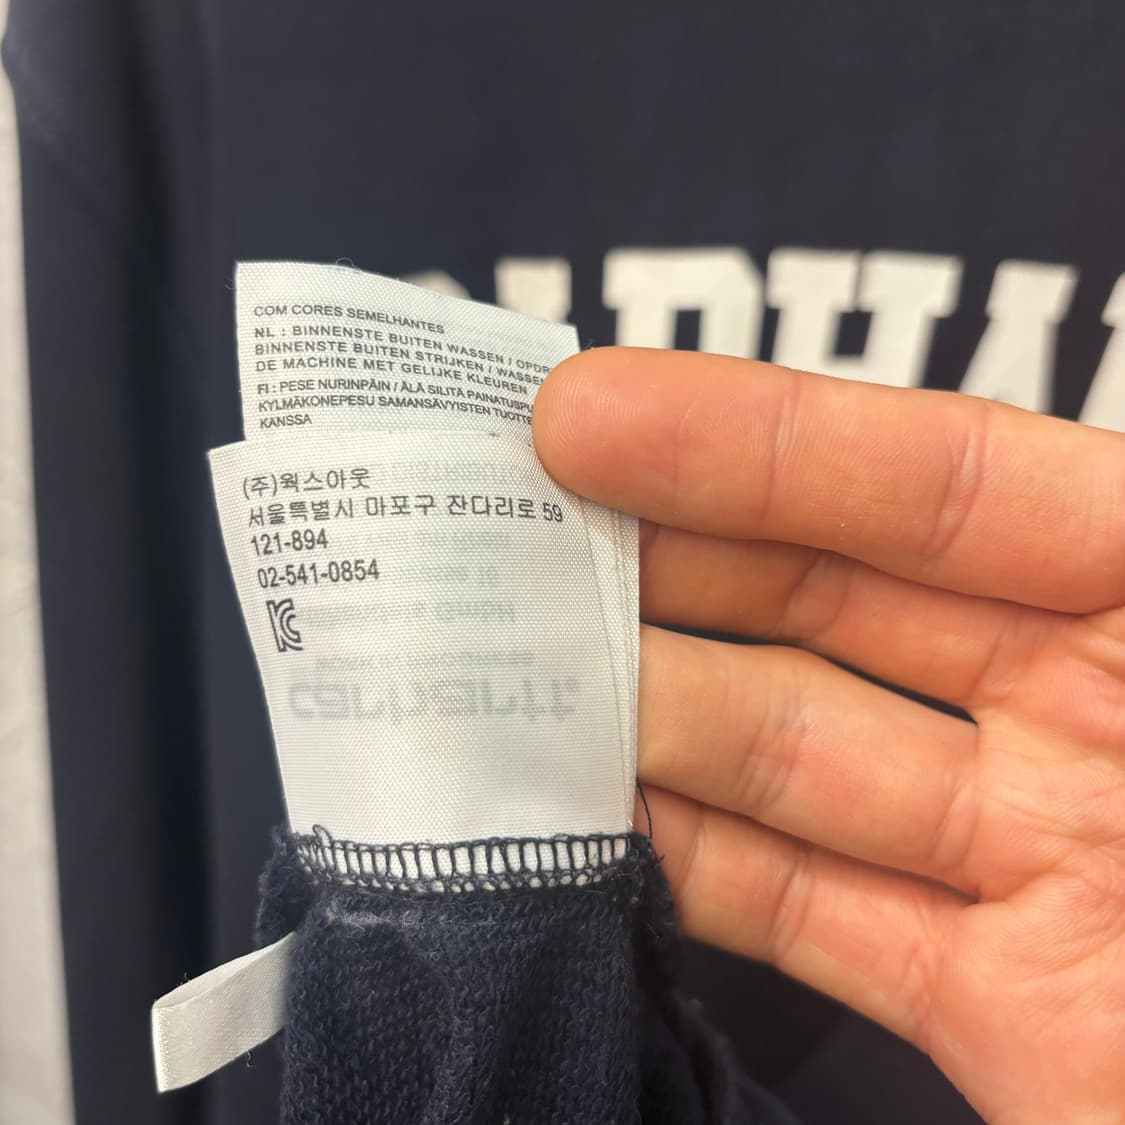 COM CORES SEMELHANTES
NL : BINNENSTE BUITEN WASSEN / OPDR
BINNENSTE BUITEN STRIJKEN / WASSEN
DE MACHINE MET GELIJKE KLEUREN
FI : PESE NURINPÄIN / ÄLÄ SILITÄ PAINATUSPU
KYLMÄKONEPESU SAMANSÄVYISTEN TUOTTE
KANSSA
(주)웍스아웃
서울특별시 마포구 잔다리로 59
121-894
02-541-0854